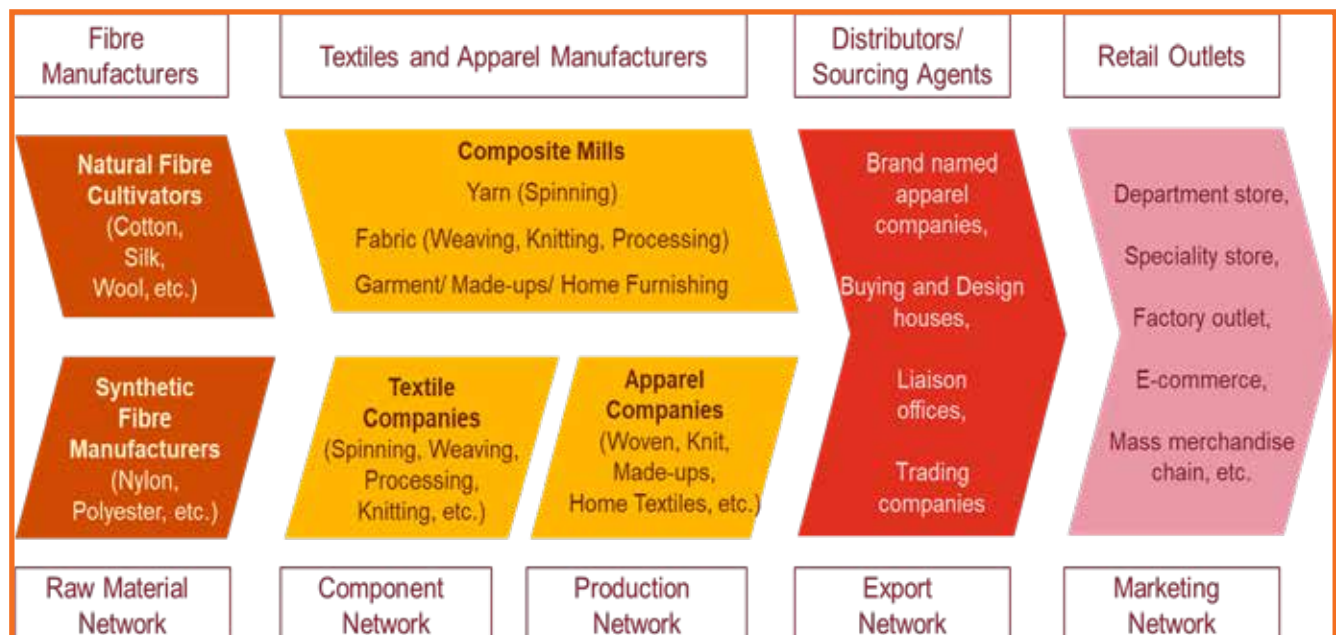 Fibre
Manufacturers
Textiles and Apparel Manufacturers
Distributors/
Sourcing Agents
Retail Outlets
Natural Fibre
Cultivators
(Cotton,
Silk,
Wool, etc.)
Composite Mills
Yarn (Spinning)
Fabric (Weaving, Knitting, Processing)
Garment/ Made-ups/ Home Furnishing
Synthetic
Fibre
Manufacturers
(Nylon,
Polyester, etc.)
Textile
Companies
(Spinning, Weaving,
Processing,
Knitting, etc.)
Apparel
Companies
(Woven, Knit,
Made-ups,
Home Textiles, etc.)
Brand named
apparel
companies,
Buying and Design
houses,
Liaison
offices,
Trading
companies
Department store,
Speciality store,
Factory outlet,
E-commerce,
Mass merchandise
chain, etc.
Raw Material
Network
Component
Network
Production
Network
Export
Network
Marketing
Network